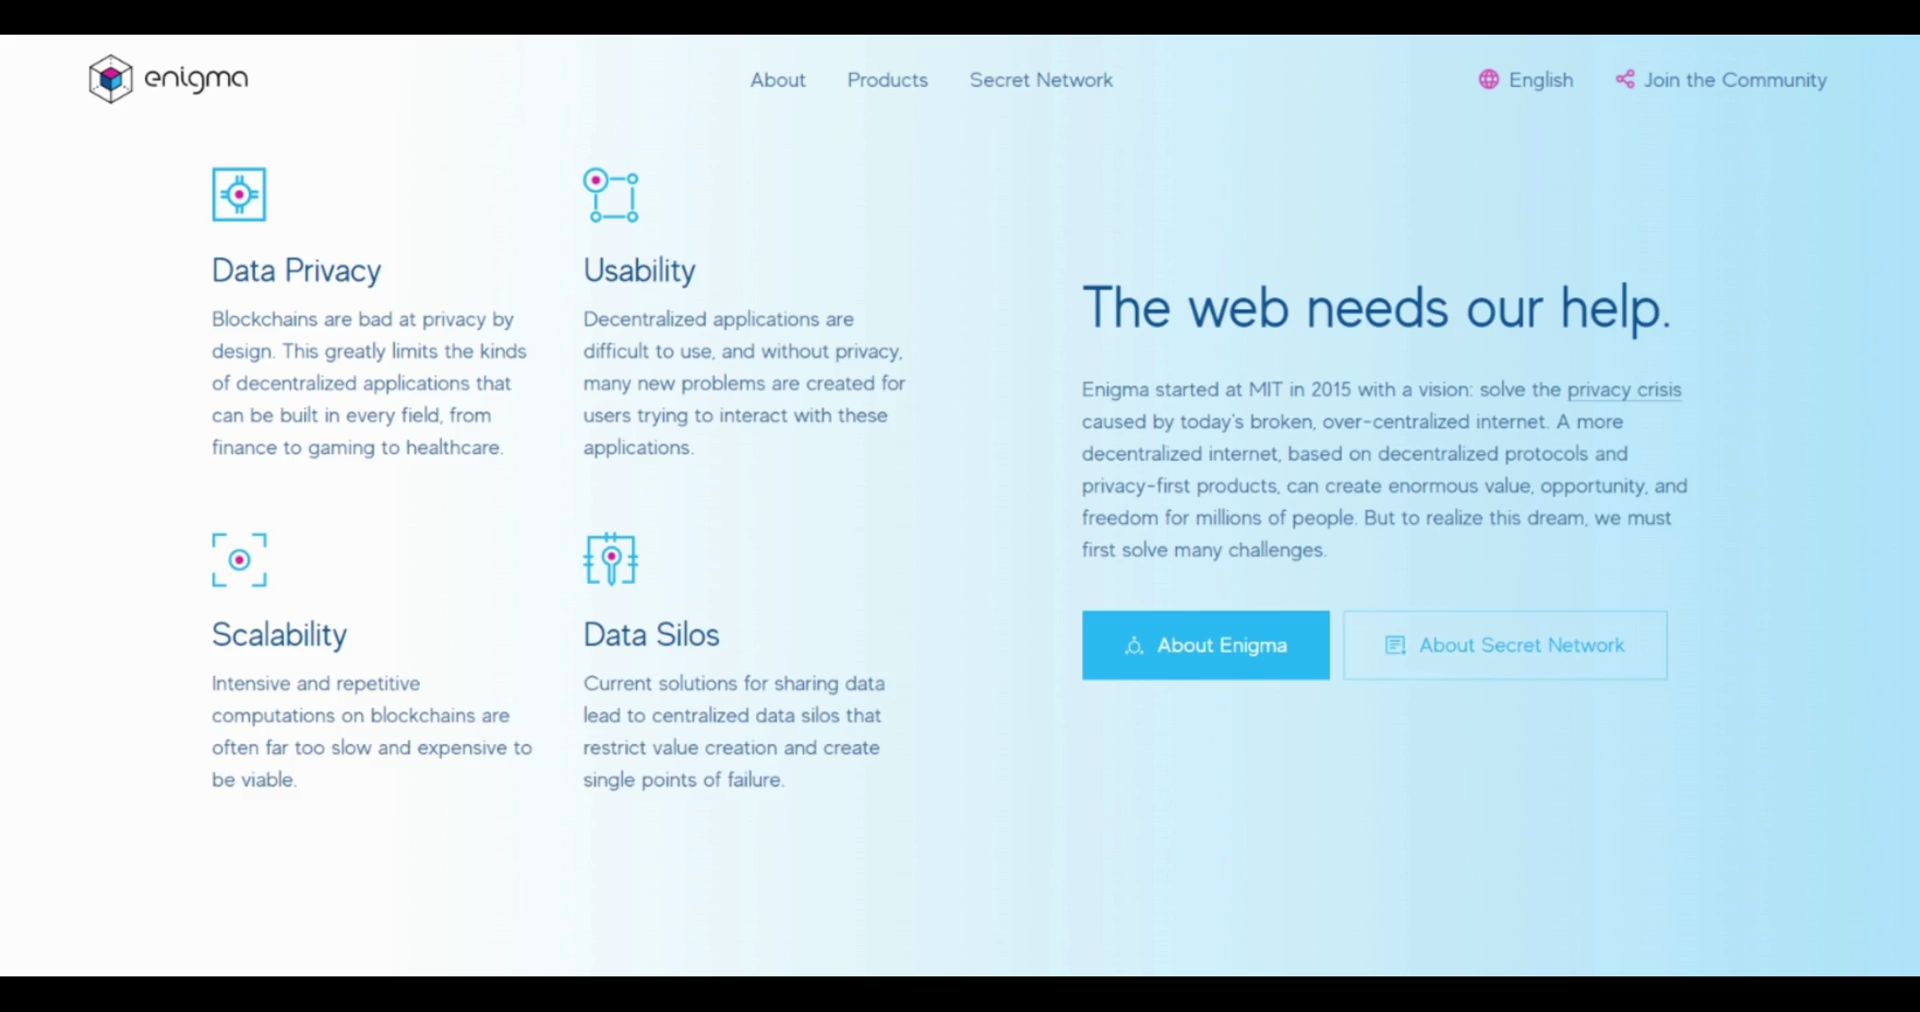 enigma
About
Products
Secret Network
English
Join the Community
Data Privacy
Blockchains are bad at privacy by
design. This greatly limits the kinds
of decentralized applications that
can be built in every field, from
finance to gaming to healthcare.
Usability
Decentralized applications are
difficult to use, and without privacy,
many new problems are created for
users trying to interact with these
applications.
Scalability
Intensive and repetitive
computations on blockchains are
often far too slow and expensive to
be viable.
Data Silos
Current solutions for sharing data
lead to centralized data silos that
restrict value creation and create
single points of failure.
The web needs our help.
Enigma started at MIT in 2015 with a vision: solve the privacy crisis
caused by today's broken, over-centralized internet. A more
decentralized internet, based on decentralized protocols and
privacy-first products, can create enormous value, opportunity, and
freedom for millions of people. But to realize this dream, we must
first solve many challenges.
About Enigma
About Secret Network